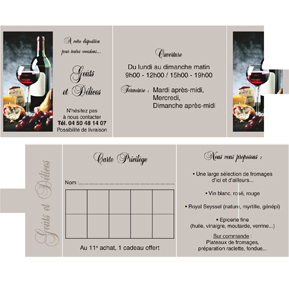 A votre disposition
pour toutes occasions...
Goûts
et Délices
N'hésitez pas
à nous contacter
Tél. 04 50 48 14 07
Possibilité de livraison
Ouverture
Du lundi au dimanche matin
9h00 - 12h00 / 15h00 - 19h00
Fermeture : Mardi après-midi,
Mercredi,
Dimanche après-midi
Goûts et Délices
Carte Privilège
Nom :
Au 11e achat, 1 cadeau offert
Nous vous proposons :
• Une large sélection de fromages
d'ici et d'ailleurs...
• Vin blanc, rosé, rouge
• Royal Seyssel (nature, myrtille, génépi)
• Epicerie fine
(huile, vinaigre, moutarde, verrine...)
Sur commande :
Plateaux de fromages,
préparation raclette, fondue...